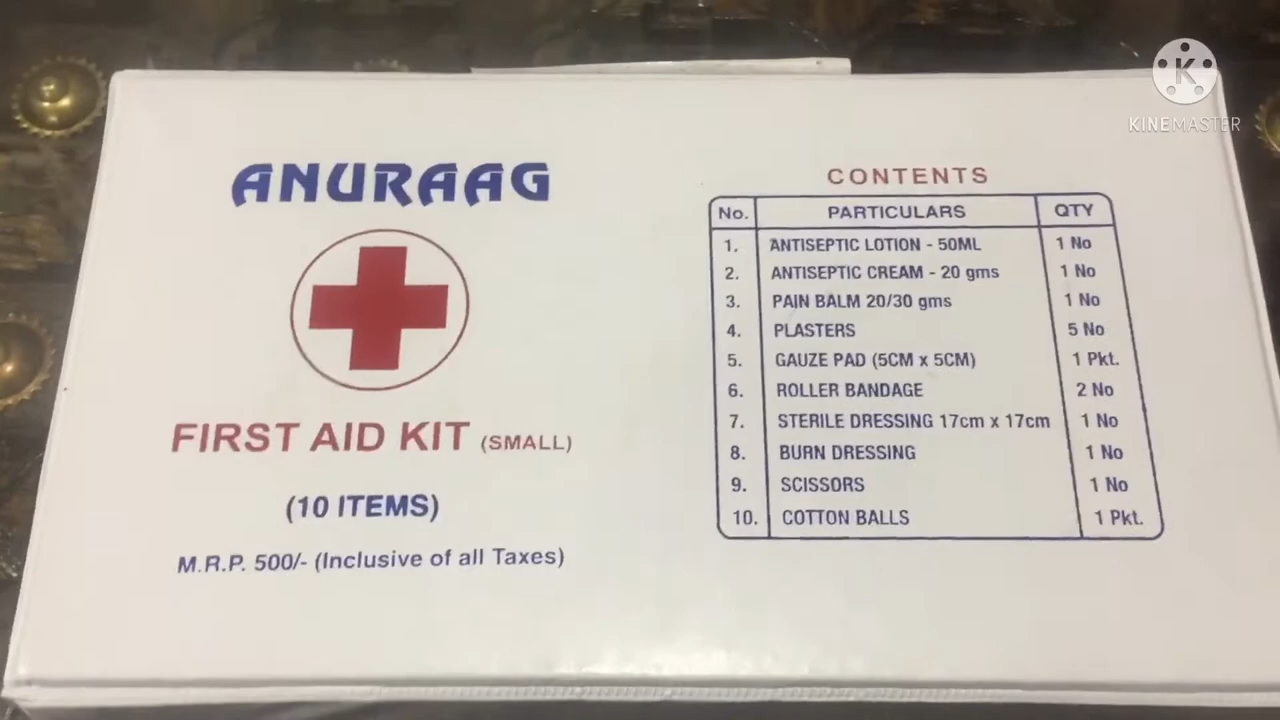 ANURAAG
FIRST AID KIT (SMALL)
(10 ITEMS)
M.R.P. 500/- (Inclusive of all Taxes)
CONTENTS
No. PARTICULARS QTY
1. ANTISEPTIC LOTION - 50ML 1 No
2. ANTISEPTIC CREAM - 20 gms 1 No
3. PAIN BALM 20/30 gms 1 No
4. PLASTERS 5 No
5. GAUZE PAD (5CM x 5CM) 1 Pkt.
6. ROLLER BANDAGE 2 No
7. STERILE DRESSING 17cm x 17cm 1 No
8. BURN DRESSING 1 No
9. SCISSORS 1 No
10. COTTON BALLS 1 Pkt.
K
KINEMASTER